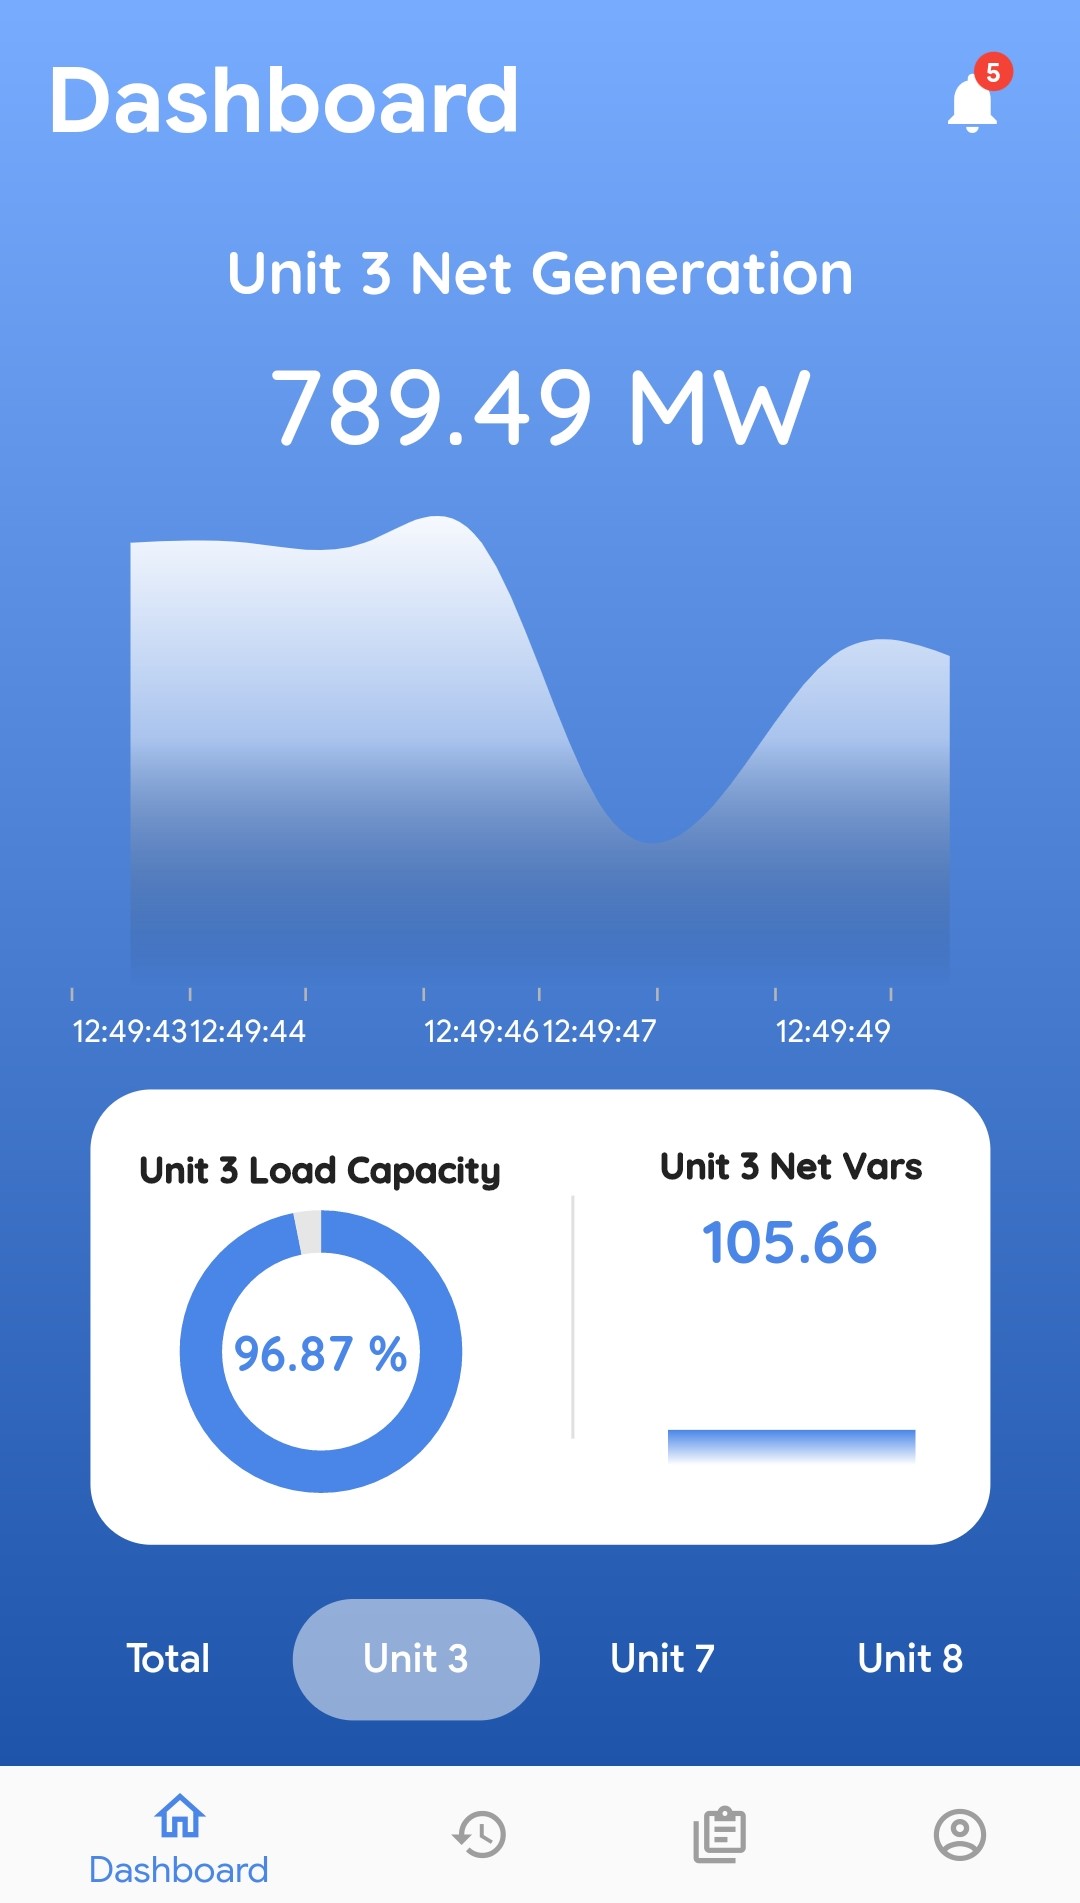 Dashboard
5
Unit 3 Net Generation
789.49 MW
12:49:43 12:49:44 12:49:46 12:49:47 12:49:49
Unit 3 Load Capacity
96.87 %
Unit 3 Net Vars
105.66
Total Unit 3 Unit 7 Unit 8
Dashboard